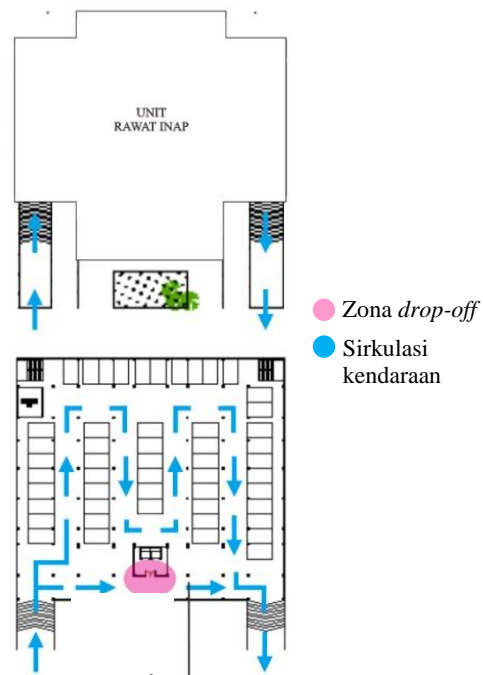 UNIT
RAWAT INAP
Zona drop-off
Sirkulasi
kendaraan